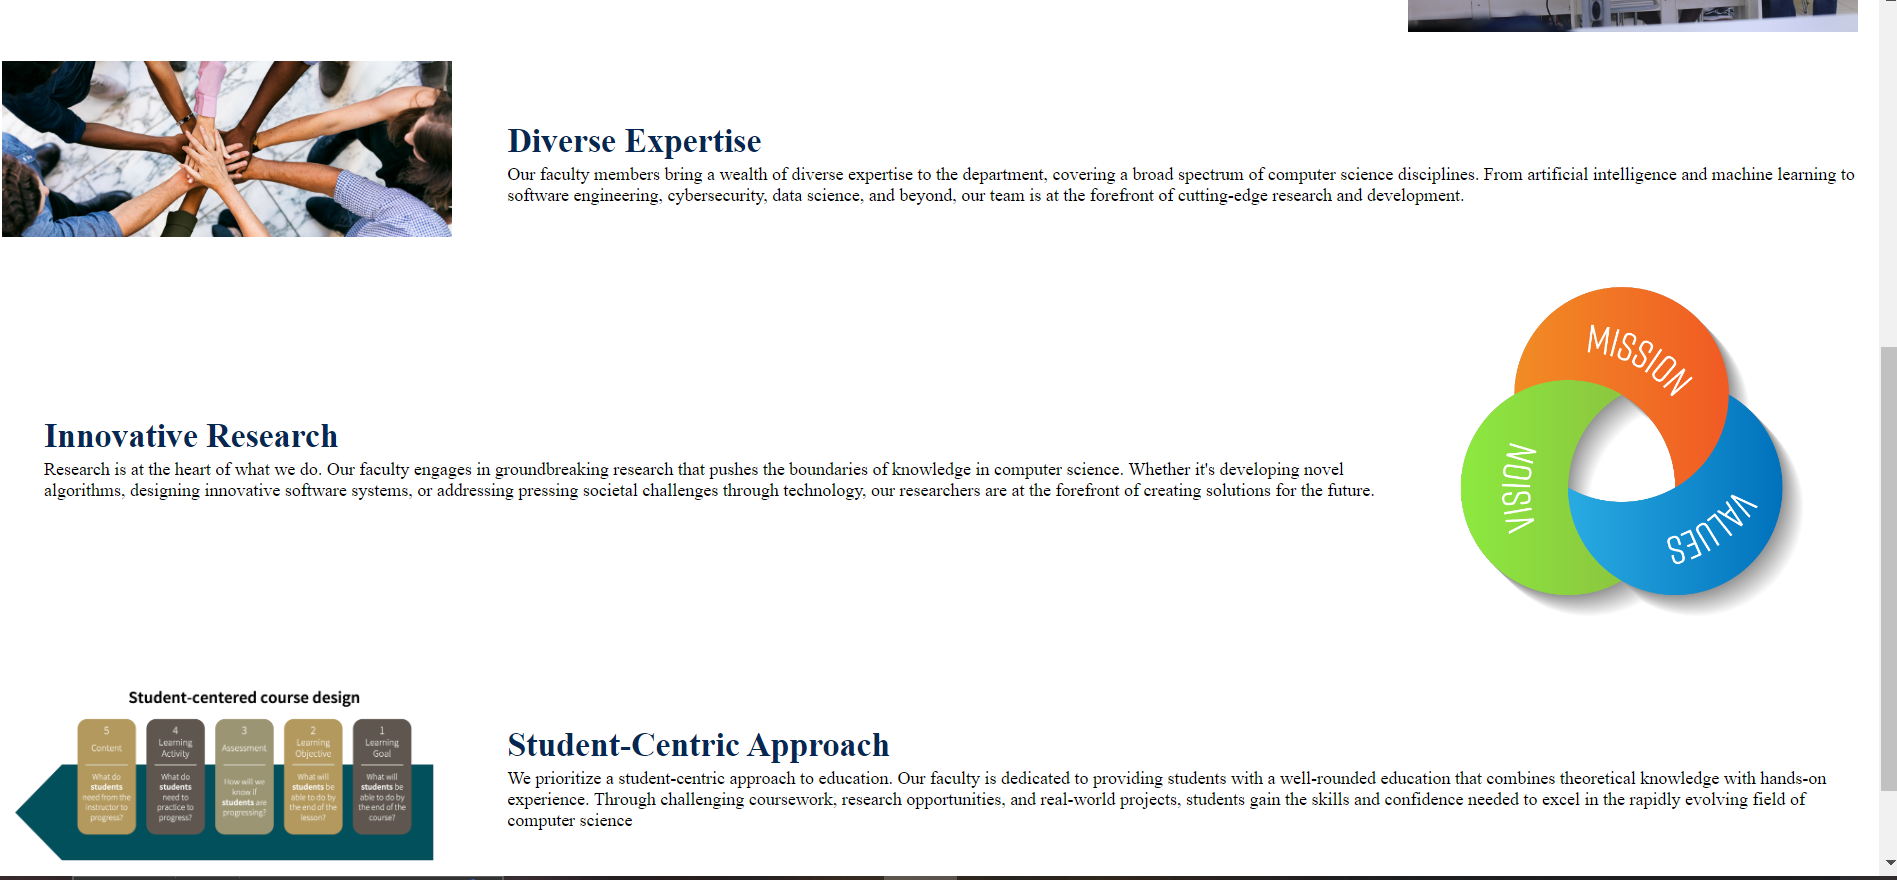 Diverse Expertise
Our faculty members bring a wealth of diverse expertise to the department, covering a broad spectrum of computer science disciplines. From artificial intelligence and machine learning to
software engineering, cybersecurity, data science, and beyond, our team is at the forefront of cutting-edge research and development.
MISSION
VISION
VALUES
Innovative Research
Research is at the heart of what we do. Our faculty engages in groundbreaking research that pushes the boundaries of knowledge in computer science. Whether it's developing novel
algorithms, designing innovative software systems, or addressing pressing societal challenges through technology, our researchers are at the forefront of creating solutions for the future.
Student-centered course design
5
Content
What do
students
need from the
instructor to
progress?
4
Learning
Activity
What do
students
need to
practice to
progress?
3
Assessment
How will we
know if
students are
progressing?
2
Learning
Objective
What will
students be
able to do by
the end of the
lesson?
1
Learning
Goal
What will
students be
able to do by
the end of the
course?
Student-Centric Approach
We prioritize a student-centric approach to education. Our faculty is dedicated to providing students with a well-rounded education that combines theoretical knowledge with hands-on
experience. Through challenging coursework, research opportunities, and real-world projects, students gain the skills and confidence needed to excel in the rapidly evolving field of
computer science